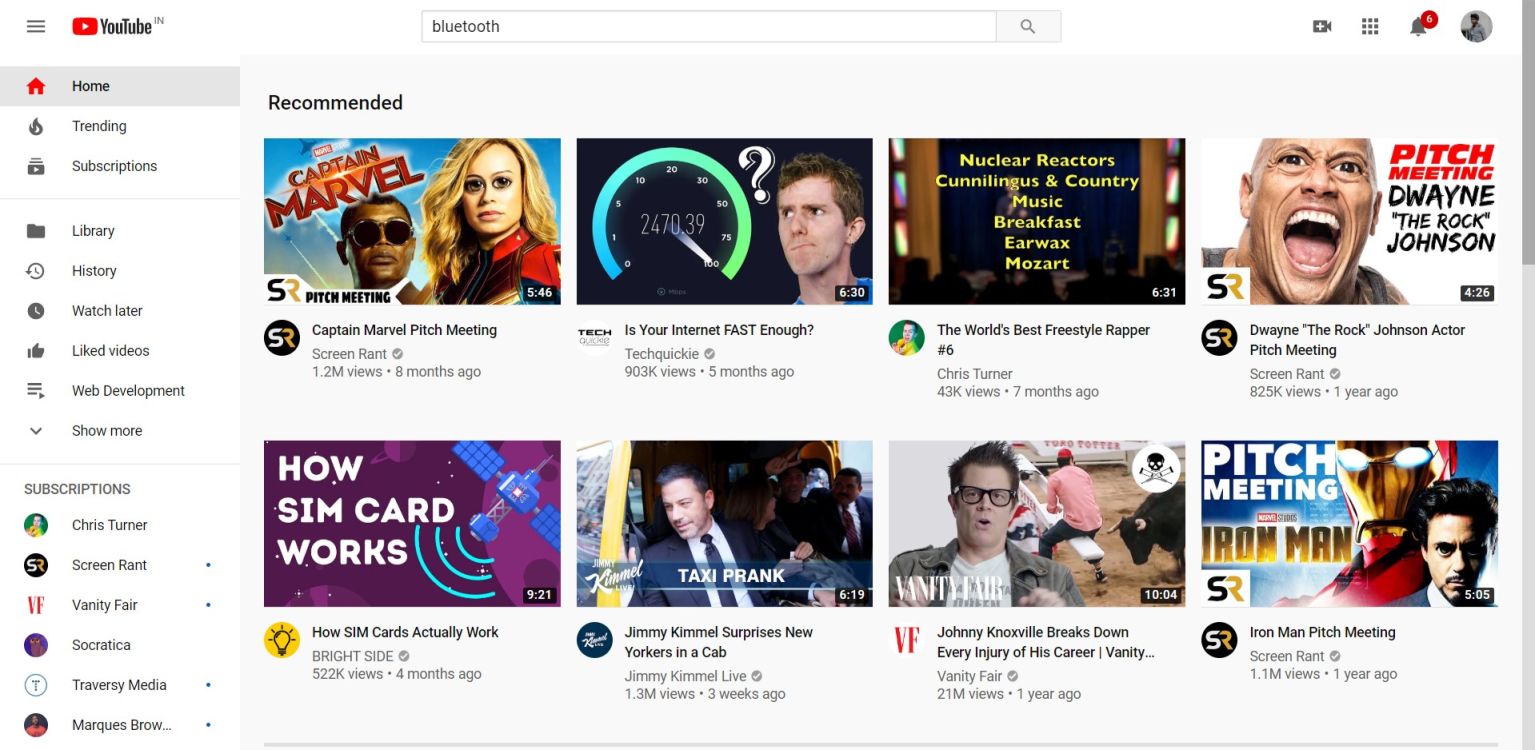 YouTube IN
bluetooth
6
Home
Trending
Subscriptions
Library
History
Watch later
Liked videos
Web Development
Show more
SUBSCRIPTIONS
Chris Turner
Screen Rant
VF Vanity Fair
Socratica
T Traversy Media
Marques Brow...
Recommended
MARVEL STUDIOS
CAPTAIN
MARVEL
SR PITCH MEETING
5:46
SR
Captain Marvel Pitch Meeting
Screen Rant
1.2M views • 8 months ago
20
10 30
5 50
2470.39
1 75
0 100
Mbps
?
6:30
TECH
quickie
Is Your Internet FAST Enough?
Techquickie
903K views • 5 months ago
Nuclear Reactors
Cunnilingus & Country
Music
Breakfast
Earwax
Mozart
6:31
The World's Best Freestyle Rapper
#6
Chris Turner
43K views • 7 months ago
PITCH
MEETING
DWAYNE
"THE ROCK"
JOHNSON
SR
4:26
SR
Dwayne "The Rock" Johnson Actor
Pitch Meeting
Screen Rant
825K views • 1 year ago
HOW
SIM CARD
WORKS
9:21
How SIM Cards Actually Work
BRIGHT SIDE
522K views • 4 months ago
JIMMY
Kimmel
LIVE
TAXI PRANK
6:19
Jimmy Kimmel Surprises New
Yorkers in a Cab
Jimmy Kimmel Live
1.3M views • 3 weeks ago
TORO TOTTER
VANITY FAIR
10:04
VF
Johnny Knoxville Breaks Down
Every Injury of His Career | Vanity...
Vanity Fair
21M views • 1 year ago
PITCH
MEETING
MARVEL STUDIOS
IRON MAN
SR
5:05
SR
Iron Man Pitch Meeting
Screen Rant
1.1M views • 1 year ago